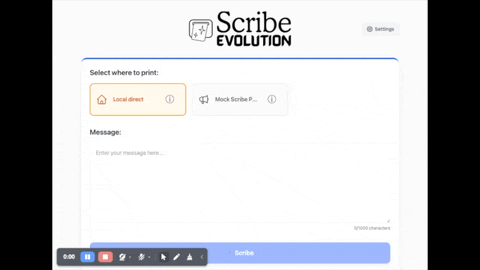 Scribe
EVOLUTION
Settings
Select where to print:
Local direct
Mock Scribe P...
Message:
Enter your message here...
0/1000 characters
Scribe
0:00